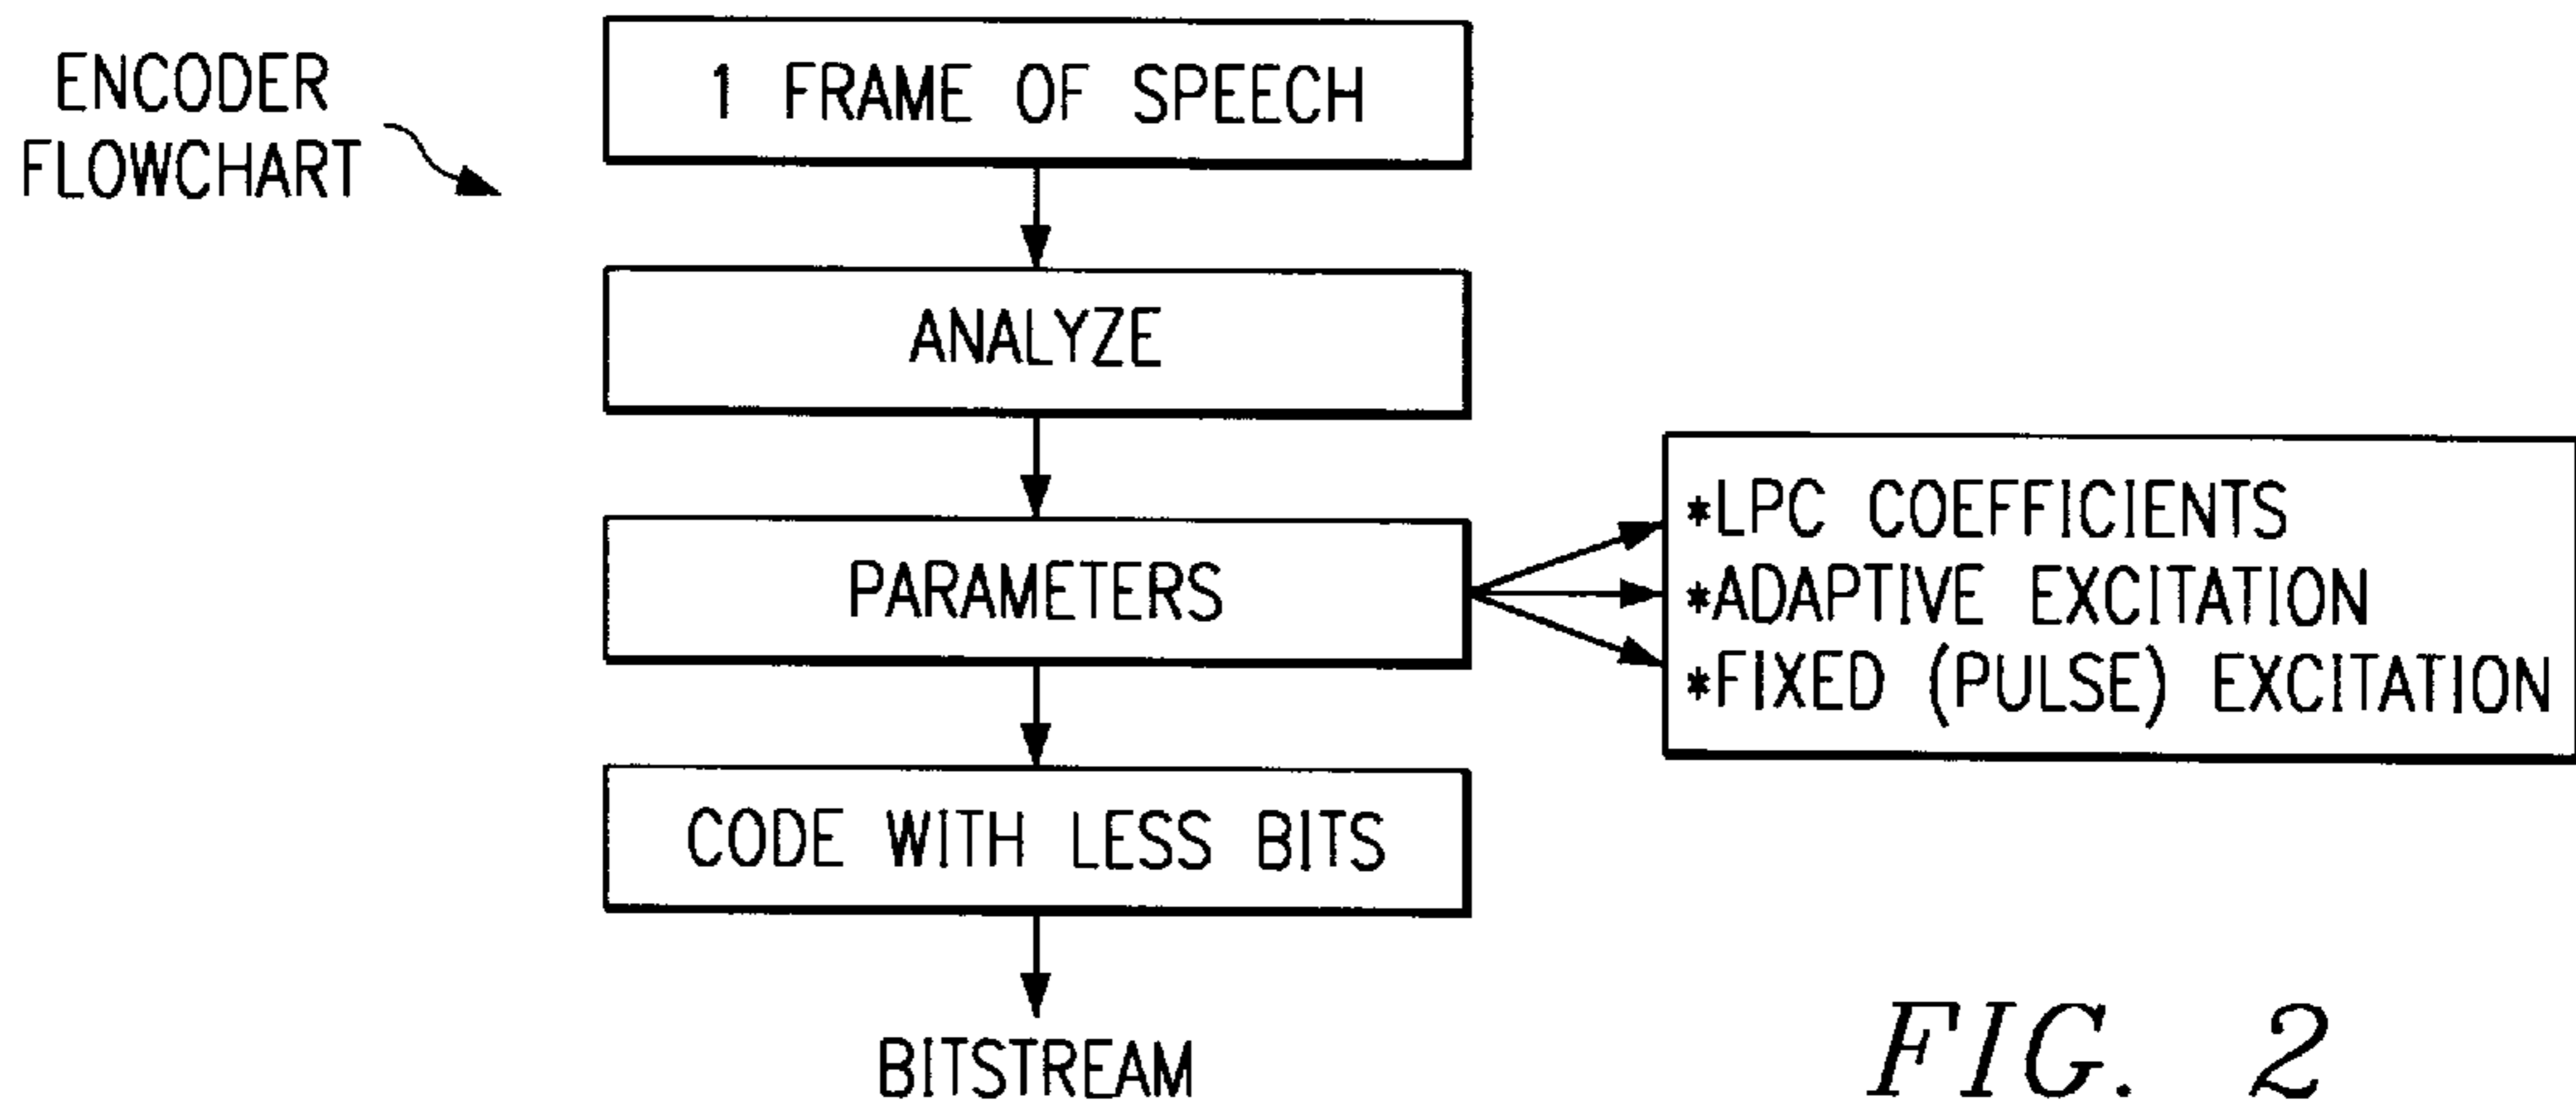 ENCODER
FLOWCHART
1 FRAME OF SPEECH
ANALYZE
PARAMETERS
*LPC COEFFICIENTS
*ADAPTIVE EXCITATION
*FIXED (PULSE) EXCITATION
CODE WITH LESS BITS
BITSTREAM
FIG. 2